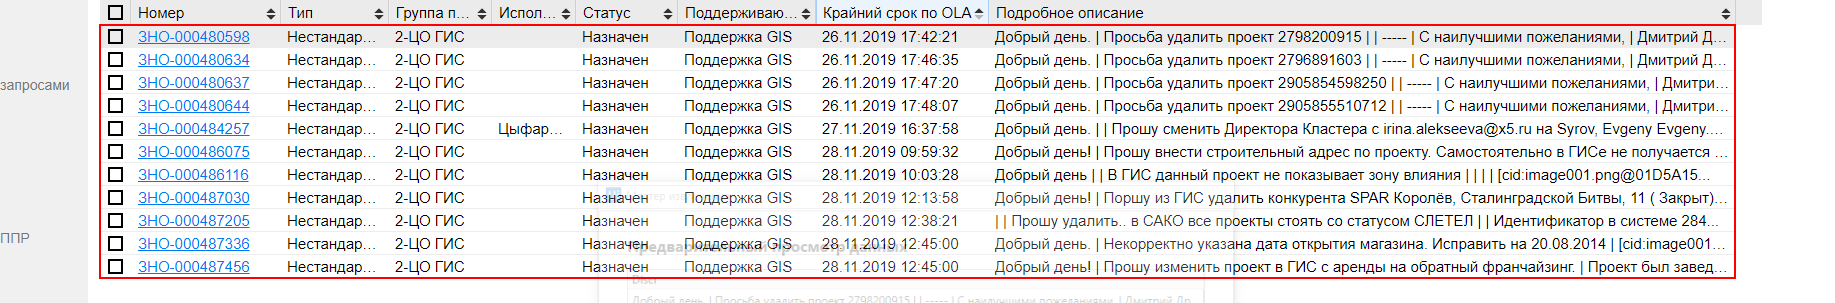 Номер Тип Группа п... Испол... Статус Поддерживаю... Крайний срок по OLA Подробное описание
ЗНО-000480598 Нестандар... 2-ЦО ГИС Назначен Поддержка GIS 26.11.2019 17:42:21 Добрый день. | Просьба удалить проект 2798200915 | | ----- | С наилучшими пожеланиями, | Дмитрий Д...
ЗНО-000480634 Нестандар... 2-ЦО ГИС Назначен Поддержка GIS 26.11.2019 17:46:35 Добрый день. | Просьба удалить проект 2796891603 | | ----- | С наилучшими пожеланиями, | Дмитрий Д...
запросами
ЗНО-000480637 Нестандар... 2-ЦО ГИС Назначен Поддержка GIS 26.11.2019 17:47:20 Добрый день. | Просьба удалить проект 2905854598250 | | ----- | С наилучшими пожеланиями, | Дмитри...
ЗНО-000480644 Нестандар... 2-ЦО ГИС Назначен Поддержка GIS 26.11.2019 17:48:07 Добрый день. | Просьба удалить проект 2905855510712 | | ----- | С наилучшими пожеланиями, | Дмитри...
ЗНО-000484257 Нестандар... 2-ЦО ГИС Цыфар... Назначен Поддержка GIS 27.11.2019 16:37:58 Добрый день. | | Прошу сменить Директора Кластера с irina.alekseeva@x5.ru на Syrov, Evgeny Evgeny....
ЗНО-000486075 Нестандар... 2-ЦО ГИС Назначен Поддержка GIS 28.11.2019 09:59:32 Добрый день! | Прошу внести строительный адрес по проекту. Самостоятельно в ГИСе не получается ...
ЗНО-000486116 Нестандар... 2-ЦО ГИС Назначен Поддержка GIS 28.11.2019 10:03:28 Добрый день | | В ГИС данный проект не показывает зону влияния | | | | [cid:image001.png@01D5A15...
ЗНО-000487030 Нестандар... 2-ЦО ГИС Назначен Поддержка GIS 28.11.2019 12:13:58 Добрый день! | Поршу из ГИС удалить конкурента SPAR Королёв, Сталинградской Битвы, 11 ( Закрыт)...
ЗНО-000487205 Нестандар... 2-ЦО ГИС Назначен Поддержка GIS 28.11.2019 12:38:21 | | Прошу удалить.. в САКО все проекты стоять со статусом СЛЕТЕЛ | | Идентификатор в системе 284...
ППР
ЗНО-000487336 Нестандар... 2-ЦО ГИС Назначен Поддержка GIS 28.11.2019 12:45:00 Добрый день. | Некорректно указана дата открытия магазина. Исправить на 20.08.2014 | [cid:image001...
Предварительный просмотр данных
ЗНО-000487456 Нестандар... 2-ЦО ГИС Назначен Поддержка GIS 28.11.2019 12:45:00 Добрый день! | Прошу изменить проект в ГИС с аренды на обратный франчайзинг. | Проект был завед...
Добрый день. | Просьба удалить проект 2798200915 | | ----- | С наилучшими пожеланиями, | Дмитрий Др